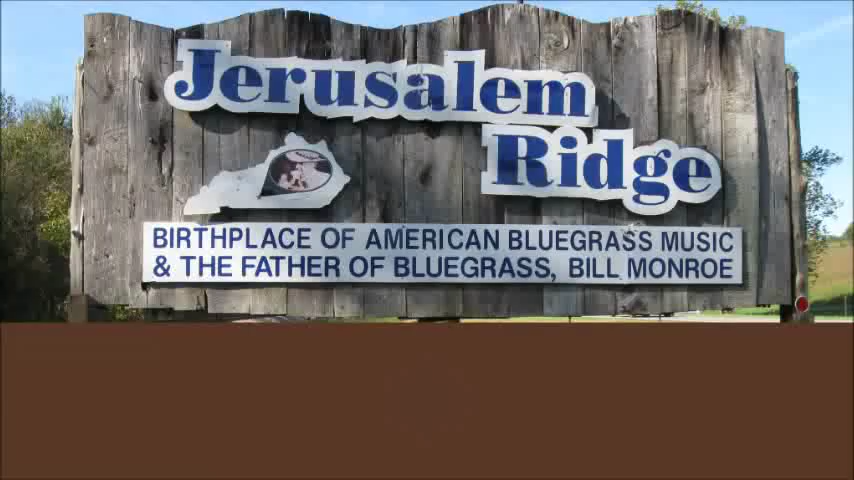 Jerusalem
Ridge
BIRTHPLACE OF AMERICAN BLUEGRASS MUSIC
& THE FATHER OF BLUEGRASS, BILL MONROE